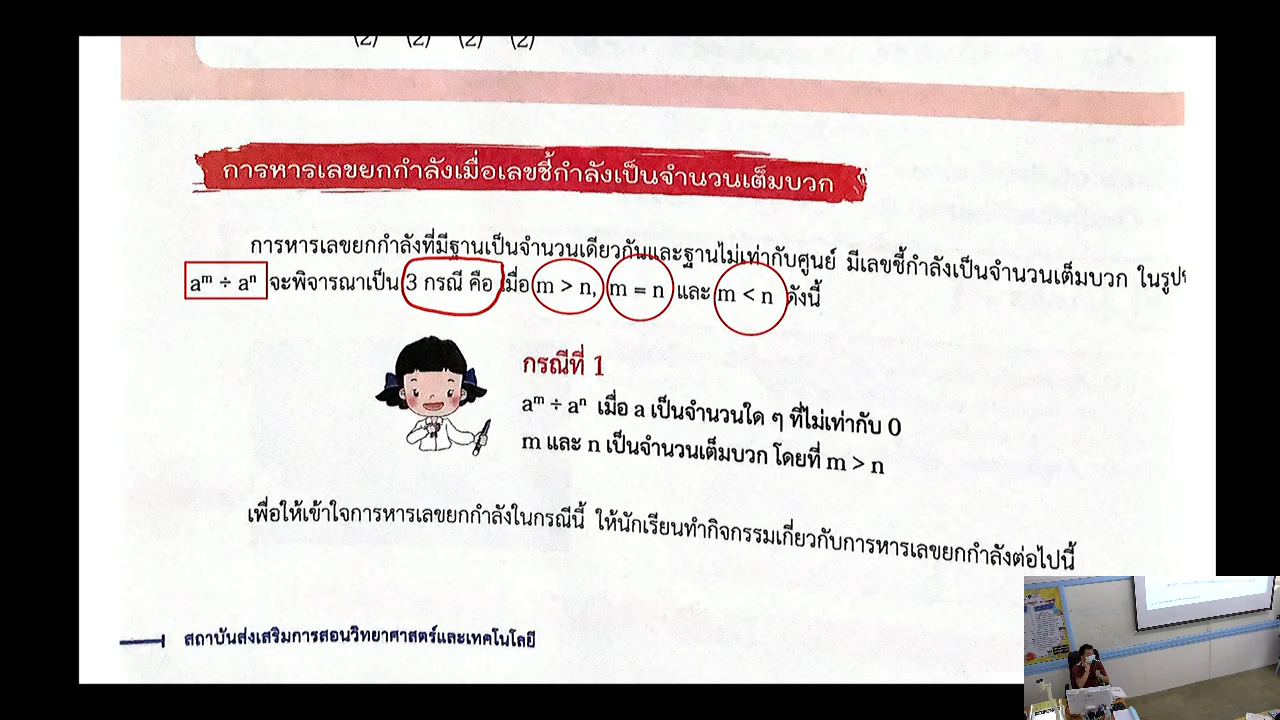 (2) (2) (2) (2)
การหารเลขยกกำลังเมื่อเลขชี้กำลังเป็นจำนวนเต็มบวก
การหารเลขยกกำลังที่มีฐานเป็นจำนวนเดียวกันและฐานไม่เท่ากับศูนย์ มีเลขชี้กำลังเป็นจำนวนเต็มบวก ในรูป
aᵐ ÷ aⁿ จะพิจารณาเป็น 3 กรณี คือ เมื่อ m > n, m = n และ m < n ดังนี้
กรณีที่ 1
aᵐ ÷ aⁿ เมื่อ a เป็นจำนวนใด ๆ ที่ไม่เท่ากับ 0
m และ n เป็นจำนวนเต็มบวก โดยที่ m > n
เพื่อให้เข้าใจการหารเลขยกกำลังในกรณีนี้ ให้นักเรียนทำกิจกรรมเกี่ยวกับการหารเลขยกกำลังต่อไปนี้
สถาบันส่งเสริมการสอนวิทยาศาสตร์และเทคโนโลยี